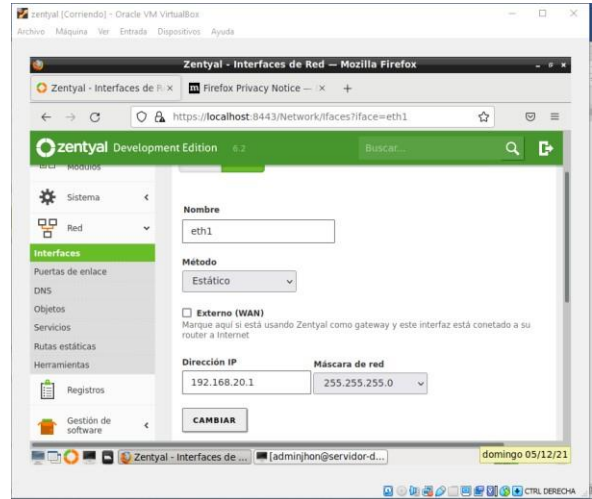 zentyal [Corriendo] - Oracle VM VirtualBox
Archivo Máquina Ver Entrada Dispositivos Ayuda
Zentyal - Interfaces de Red — Mozilla Firefox
Zentyal - Interfaces de R
Firefox Privacy Notice —
https://localhost:8443/Network/Ifaces?iface=eth1
zentyal Development Edition 6.2
Buscar...
Módulos
Sistema
Red
Interfaces
Puertas de enlace
DNS
Objetos
Servicios
Rutas estáticas
Herramientas
Registros
Gestión de
software
Nombre
eth1
Método
Estático
Externo (WAN)
Marque aquí si está usando Zentyal como gateway y este interfaz está conetado a su
router a Internet
Dirección IP Máscara de red
192.168.20.1 255.255.255.0
CAMBIAR
Zentyal - Interfaces de ...
[adminjhon@servidor-d...
domingo 05/12/21
CTRL DERECHA